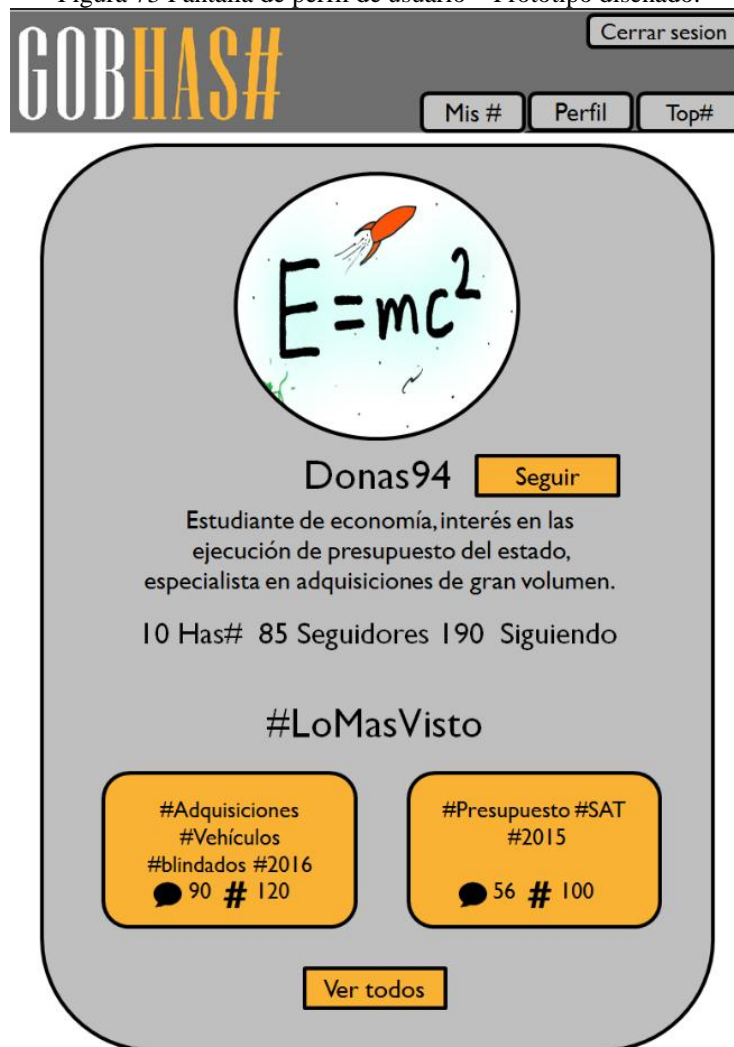 Figura 73 Pantalla de perfil de usuario – Prototipo diseñado.
GOBHAS#
Cerrar sesion
Mis #
Perfil
Top#
E=mc²
Donas94
Seguir
Estudiante de economía, interés en las
ejecución de presupuesto del estado,
especialista en adquisiciones de gran volumen.
10 Has# 85 Seguidores 190 Siguiendo
#LoMasVisto
#Adquisiciones
#Vehículos
#blindados #2016
90 # 120
#Presupuesto #SAT
#2015
56 # 100
Ver todos